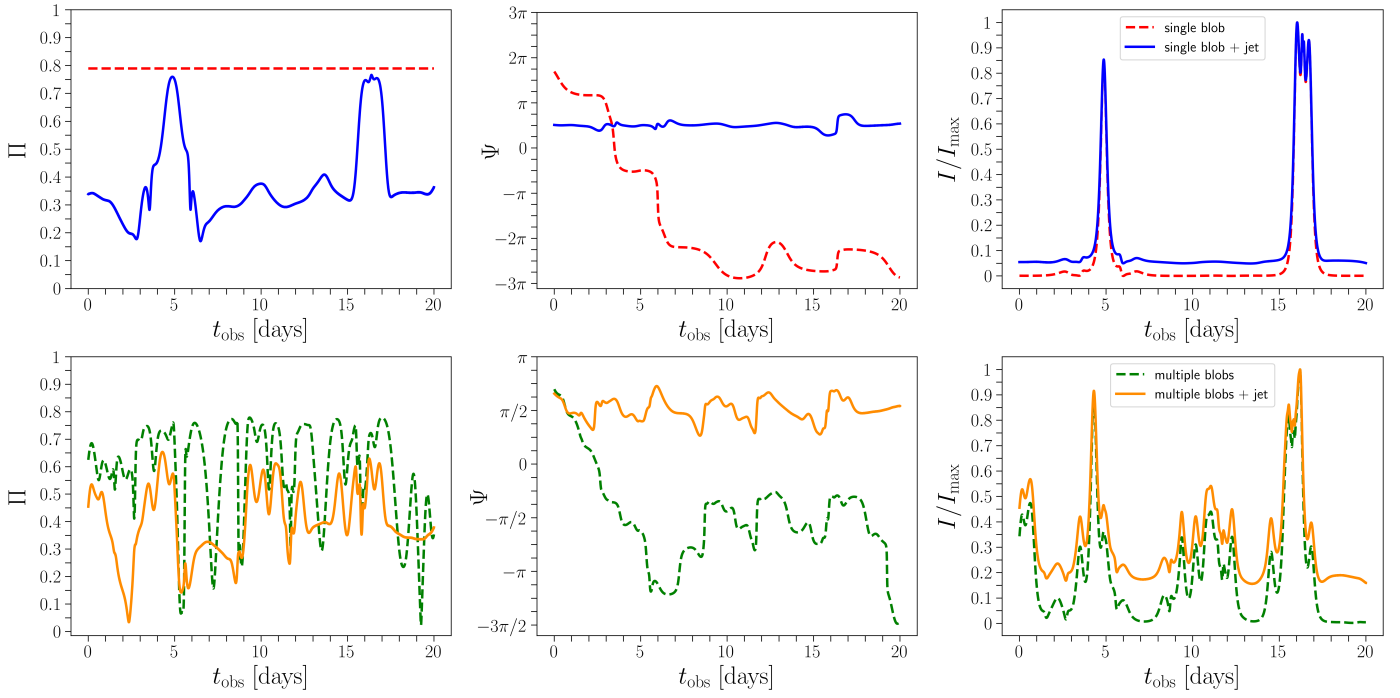 1
0.9
0.8
0.7
0.6
0.5
0.4
0.3
0.2
0.1
0
Π
0 5 10 15 20
t_obs [days]
3π
2π
π
0
−π
−2π
−3π
Ψ
0 5 10 15 20
t_obs [days]
1
0.9
0.8
0.7
0.6
0.5
0.4
0.3
0.2
0.1
0
I/I_max
single blob
single blob + jet
0 5 10 15 20
t_obs [days]
1
0.9
0.8
0.7
0.6
0.5
0.4
0.3
0.2
0.1
0
Π
0 5 10 15 20
t_obs [days]
π
π/2
0
−π/2
−π
−3π/2
Ψ
0 5 10 15 20
t_obs [days]
1
0.9
0.8
0.7
0.6
0.5
0.4
0.3
0.2
0.1
0
I/I_max
multiple blobs
multiple blobs + jet
0 5 10 15 20
t_obs [days]